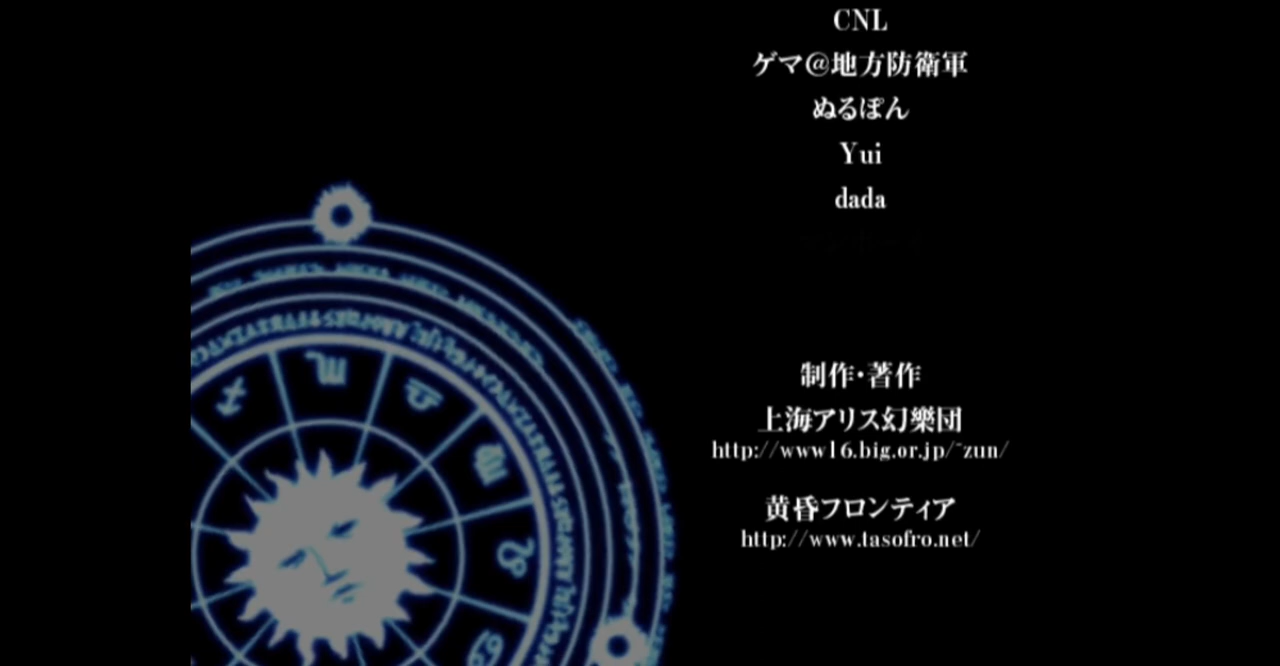 CNL
ゲマ@地方防衛軍
ぬるぽん
Yui
dada
制作・著作
上海アリス幻樂団
http://www16.big.or.jp/~zun/
黄昏フロンティア
http://www.tasofro.net/